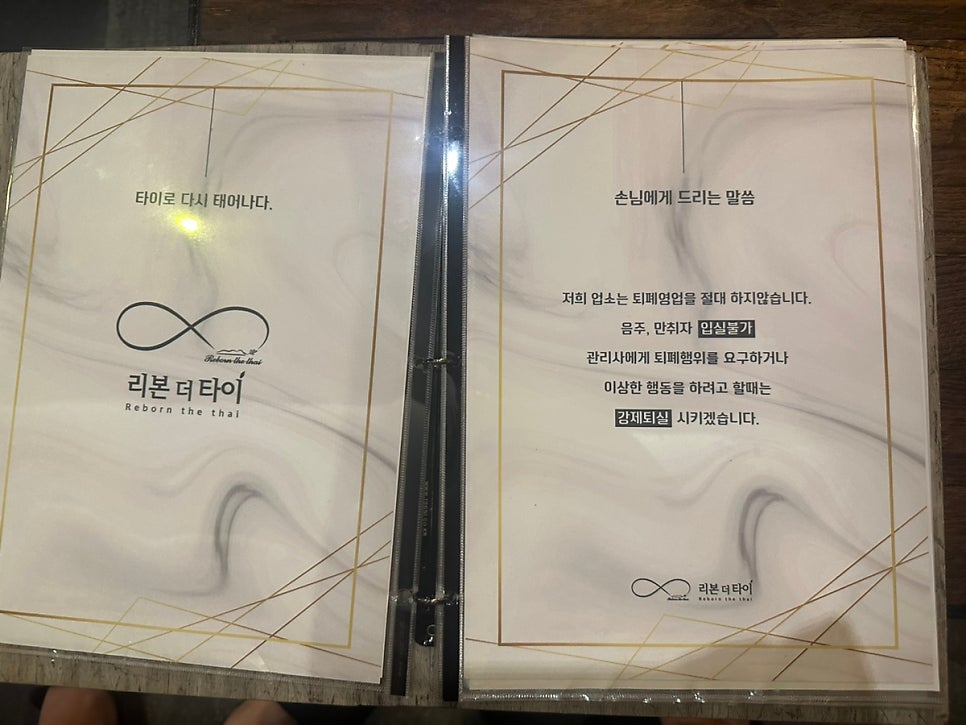 타이로 다시 태어나다.
Reborn the thai
리본 더 타이
Reborn the thai
손님에게 드리는 말씀
저희 업소는 퇴폐영업을 절대 하지않습니다.
음주, 만취자 입실불가
관리사에게 퇴폐행위를 요구하거나
이상한 행동을 하려고 할때는
강제퇴실 시키겠습니다.
리본 더 타이
Reborn the thai